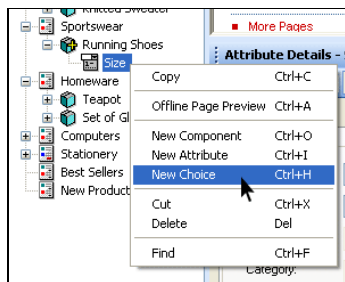 Knitted Sweater
Sportswear
Running Shoes
Size
Homeware
Teapot
Set of Gl
Computers
Stationery
Best Sellers
New Product
More Pages
Attribute Details -
Copy Ctrl+C
Offline Page Preview Ctrl+A
New Component Ctrl+O
New Attribute Ctrl+I
New Choice Ctrl+H
Cut Ctrl+X
Delete Del
Find Ctrl+F
Category: